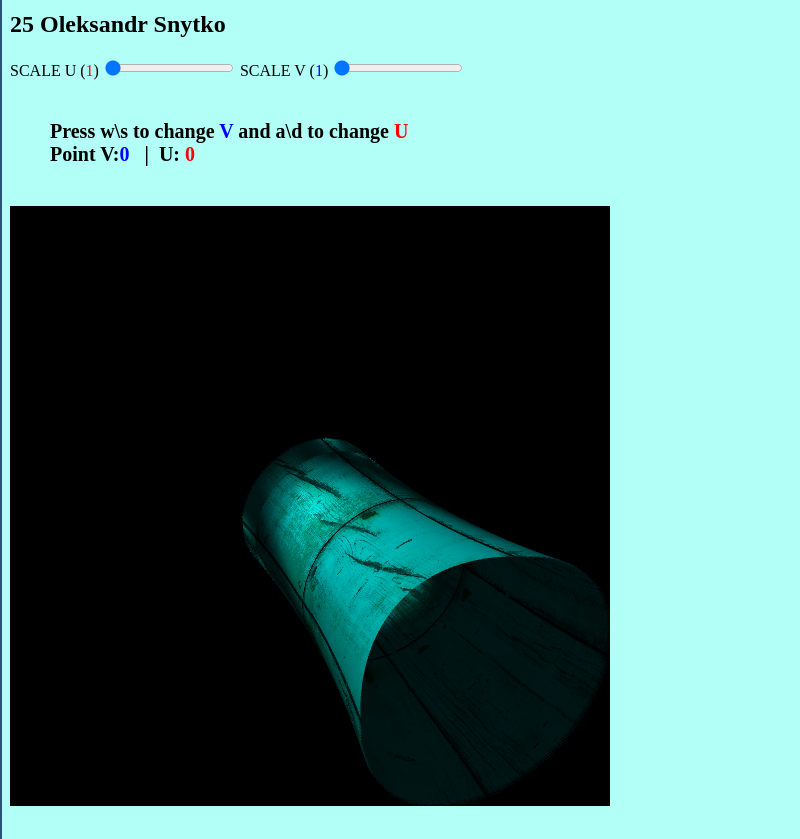 25 Oleksandr Snytko
SCALE U (1) SCALE V (1)
Press w\s to change V and a\d to change U
Point V:0 | U: 0